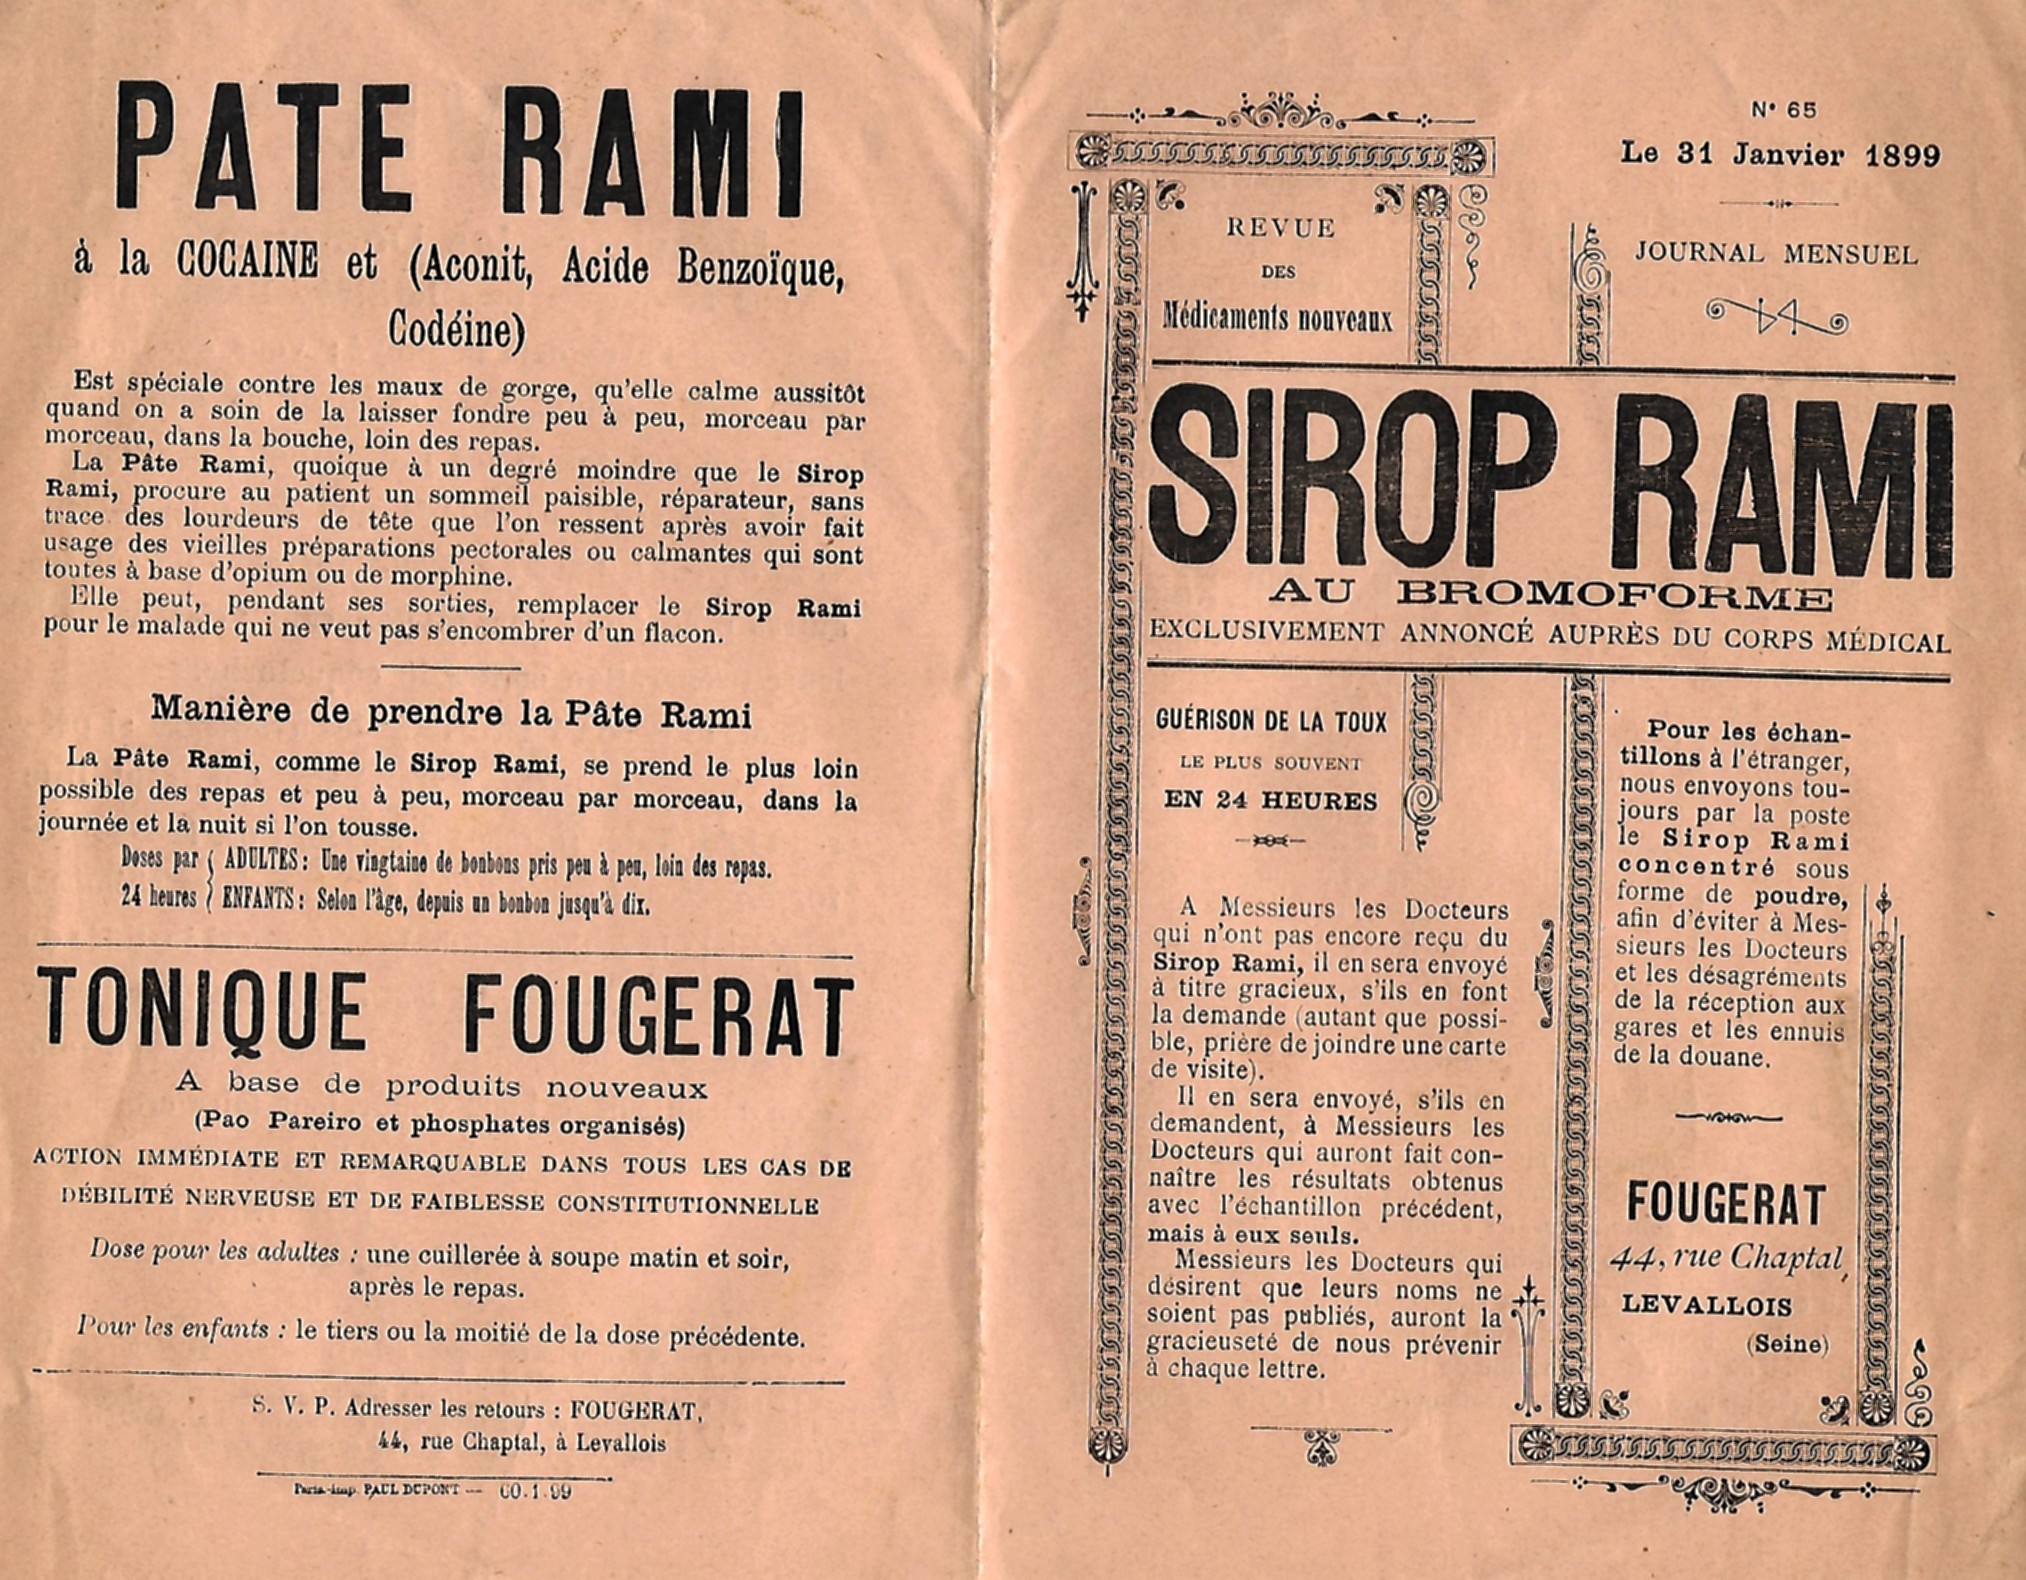 PATE RAMI
à la COCAINE et (Aconit, Acide Benzoïque,
Codéine)
Est spéciale contre les maux de gorge, qu'elle calme aussitôt
quand on a soin de la laisser fondre peu à peu, morceau par
morceau, dans la bouche, loin des repas.
La Pâte Rami, quoique à un degré moindre que le Sirop
Rami, procure au patient un sommeil paisible, réparateur, sans
trace des lourdeurs de tête que l'on ressent après avoir fait
usage des vieilles préparations pectorales ou calmantes qui sont
toutes à base d'opium ou de morphine.
Elle peut, pendant ses sorties, remplacer le Sirop Rami
pour le malade qui ne veut pas s'encombrer d'un flacon.
Manière de prendre la Pâte Rami
La Pâte Rami, comme le Sirop Rami, se prend le plus loin
possible des repas et peu à peu, morceau par morceau, dans la
journée et la nuit si l'on tousse.
Doses par { ADULTES : Une vingtaine de bonbons pris peu à peu, loin des repas.
24 heures { ENFANTS : Selon l'âge, depuis un bonbon jusqu'à dix.
TONIQUE FOUGERAT
A base de produits nouveaux
(Pao Pareiro et phosphates organisés)
ACTION IMMÉDIATE ET REMARQUABLE DANS TOUS LES CAS DE
DÉBILITÉ NERVEUSE ET DE FAIBLESSE CONSTITUTIONNELLE
Dose pour les adultes : une cuillerée à soupe matin et soir,
après le repas.
Pour les enfants : le tiers ou la moitié de la dose précédente.
S. V. P. Adresser les retours : FOUGERAT,
44, rue Chaptal, à Levallois
Paris.-imp. PAUL DUPONT —
N° 65
Le 31 Janvier 1899
JOURNAL MENSUEL
REVUE
DES
Médicaments nouveaux
SIROP RAMI
AU BROMOFORME
EXCLUSIVEMENT ANNONCÉ AUPRÈS DU CORPS MÉDICAL
GUÉRISON DE LA TOUX
LE PLUS SOUVENT
EN 24 HEURES
A Messieurs les Docteurs
qui n'ont pas encore reçu du
Sirop Rami, il en sera envoyé
à titre gracieux, s'ils en font
la demande (autant que possi-
ble, prière de joindre une carte
de visite).
Il en sera envoyé, s'ils en
demandent, à Messieurs les
Docteurs qui auront fait con-
naître les résultats obtenus
avec l'échantillon précédent,
mais à eux seuls.
Messieurs les Docteurs qui
désirent que leurs noms ne
soient pas publiés, auront la
gracieuseté de nous prévenir
à chaque lettre.
Pour les échan-
tillons à l'étranger,
nous envoyons tou-
jours par la poste
le Sirop Rami
concentré sous
forme de poudre,
afin d'éviter à Mes-
sieurs les Docteurs
et les désagréments
de la réception aux
gares et les ennuis
de la douane.
FOUGERAT
44, rue Chaptal,
LEVALLOIS
(Seine)